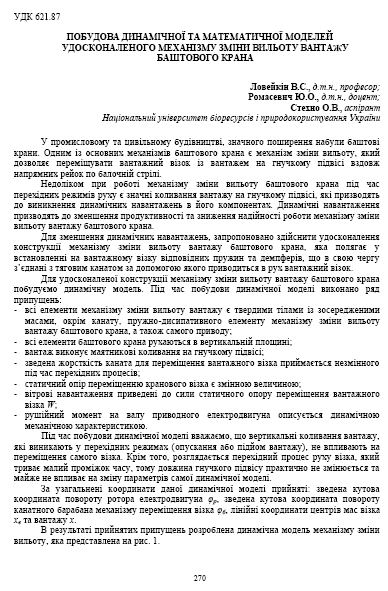 УДК 621.87
ПОБУДОВА ДИНАМІЧНОЇ ТА МАТЕМАТИЧНОЇ МОДЕЛЕЙ
УДОСКОНАЛЕНОГО МЕХАНІЗМУ ЗМІНИ ВИЛЬОТУ ВАНТАЖУ
БАШТОВОГО КРАНА
Ловейкін В.С., д.т.н., професор;
Ромасевич Ю.О., д.т.н., доцент;
Стехно О.В., аспірант
Національний університет біоресурсів і природокористування України
У промисловому та цивільному будівництві, значного поширення набули баштові
крани. Одним із основних механізмів баштового крана є механізм зміни вильоту, який
дозволяє переміщувати вантажний візок із вантажем на гнучкому підвісі вздовж
напрямних рейок по балочній стрілі.
Недоліком при роботі механізму зміни вильоту баштового крана під час
перехідних режимів руху є значні коливання вантажу на гнучкому підвісі, які призводять
до виникнення динамічних навантажень в його компонентах. Динамічні навантаження
призводять до зменшення продуктивності та зниження надійності роботи механізму зміни
вильоту вантажу баштового крана.
Для зменшення динамічних навантажень, запропоновано здійснити удосконалення
конструкції механізму зміни вильоту вантажу баштового крана, яка полягає у
встановленні на вантажному візку відповідних пружин та демпферів, що в свою чергу
з'єднані з тяговим канатом за допомогою якого приводиться в рух вантажний візок.
Для удосконаленої конструкції механізму зміни вильоту вантажу баштового крана
побудуємо динамічну модель. Під час побудови динамічної моделі виконано ряд
припущень:
- всі елементи механізму зміни вильоту вантажу є твердими тілами із зосередженими
масами, окрім канату, пружно-дисипативного елементу механізму зміни вильоту
вантажу баштового крана, а також самого приводу;
- всі елементи баштового крана рухаються в вертикальній площині;
- вантаж виконує маятникові коливання на гнучкому підвісі;
- зведена жорсткість каната для переміщення вантажного візка приймається незмінного
під час перехідних процесів;
- статичний опір переміщенню кранового візка є змінною величиною;
- вітрові навантаження приведені до сили статичного опору переміщення вантажного
візка W;
- рушійний момент на валу приводного електродвигуна описується динамічною
механічною характеристикою.
Під час побудови динамічної моделі вважаємо, що вертикальні коливання вантажу,
які виникають у перехідних режимах (опускання або підйом вантажу), не впливають на
переміщення самого візка. Крім того, розглядається перехідний процес руху візка, який
триває малий проміжок часу, тому довжина гнучкого підвісу практично не змінюється та
майже не впливає на зміну параметрів самої динамічної моделі.
За узагальнені координати даної динамічної моделі прийняті: зведена кутова
координата повороту ротора електродвигуна φр, зведена кутова координата повороту
канатного барабана механізму переміщення візка φб, лінійні координати центрів мас візка
xв та вантажу x.
В результаті прийнятих припущень розроблена динамічна модель механізму зміни
вильоту, яка представлена на рис. 1.
270